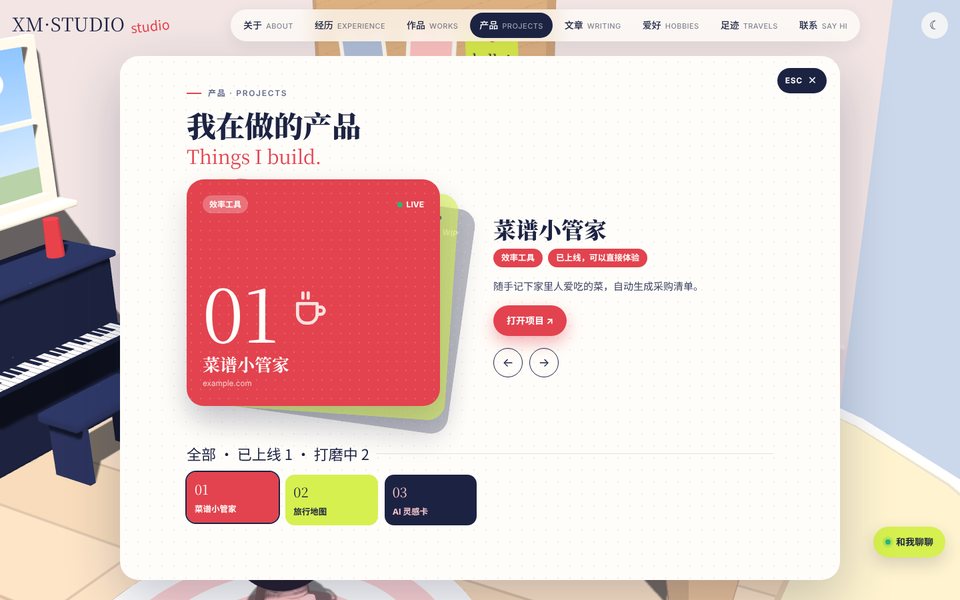 XM·STUDIO studio
关于 ABOUT
经历 EXPERIENCE
作品 WORKS
产品 PROJECTS
文章 WRITING
爱好 HOBBIES
足迹 TRAVELS
联系 SAY HI
ESC ✕
产品 · PROJECTS
我在做的产品
Things I build.
效率工具
LIVE
WIP
01
菜谱小管家
example.com
菜谱小管家
效率工具
已上线，可以直接体验
随手记下家里人爱吃的菜，自动生成采购清单。
打开项目 ↗
← →
全部 · 已上线 1 · 打磨中 2
01
菜谱小管家
02
旅行地图
03
AI 灵感卡
和我聊聊